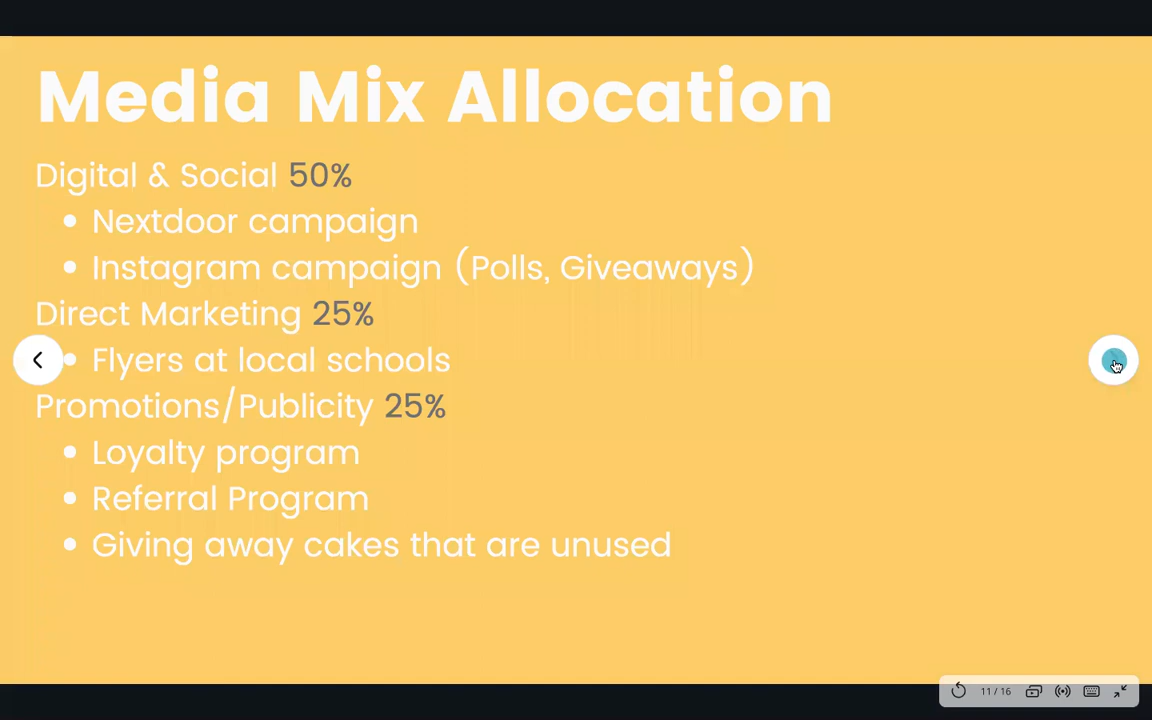 Media Mix Allocation
Digital & Social 50%
• Nextdoor campaign
• Instagram campaign (Polls, Giveaways)
Direct Marketing 25%
• Flyers at local schools
Promotions/Publicity 25%
• Loyalty program
• Referral Program
• Giving away cakes that are unused
11 / 16